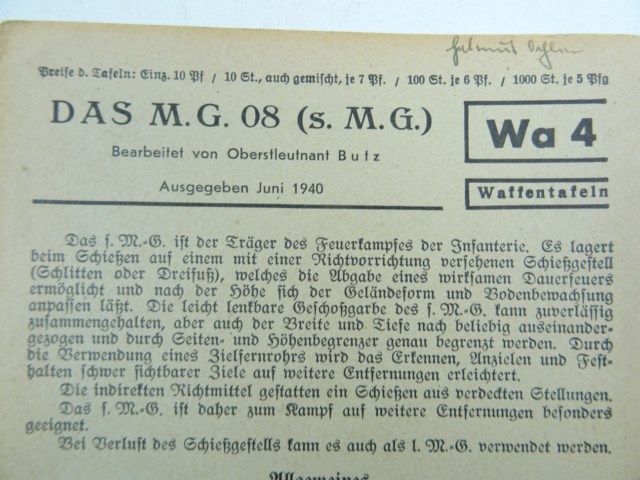 Helmut
Preise d. Tafeln: Einz. 10 Pf / 10 St., auch gemischt, je 7 Pf. / 100 St. je 6 Pf. / 1000 St. je 5 Pfg
DAS M.G. 08 (s. M.G.)
Wa 4
Bearbeitet von Oberstleutnant Butz
Ausgegeben Juni 1940
Waffentafeln
Das s. M.-G. ist der Träger des Feuerkampfes der Infanterie. Es lagert
beim Schießen auf einem mit einer Richtvorrichtung versehenen Schießgestell
(Schlitten oder Dreifuß), welches die Abgabe eines wirksamen Dauerfeuers
ermöglicht und nach der Höhe sich der Geländeform und Bodenbewachsung
anpassen läßt. Die leicht lenkbare Geschoßgarbe des s. M.-G. kann zuverlässig
zusammengehalten, aber auch der Breite und Tiefe nach beliebig auseinander-
gezogen und durch Seiten- und Höhenbegrenzer genau begrenzt werden. Durch
die Verwendung eines Zielfernrohrs wird das Erkennen, Anzielen und Fest-
halten schwer sichtbarer Ziele auf weitere Entfernungen erleichtert.
Die indirekten Richtmittel gestatten ein Schießen aus verdeckten Stellungen.
Das s. M.-G. ist daher zum Kampf auf weitere Entfernungen besonders
geeignet.
Bei Verlust des Schießgestells kann es auch als l. M.-G. verwendet werden.
Allgemeines